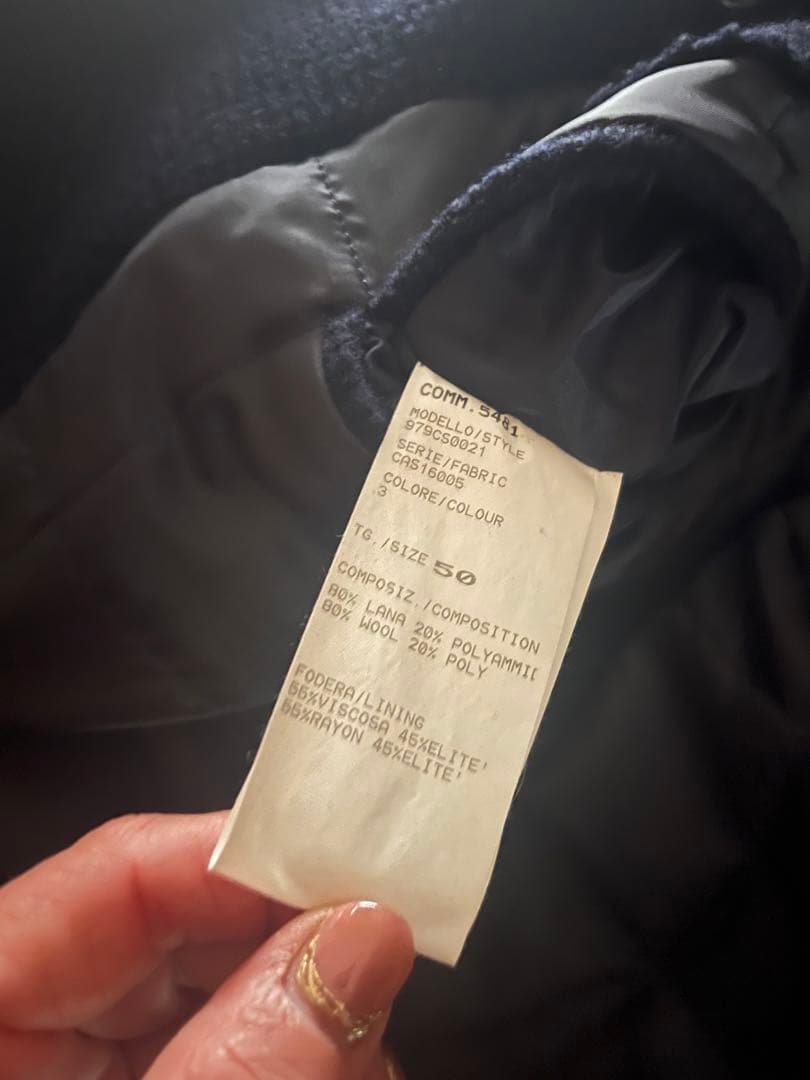 COMM.5481
MODELLO/STYLE
979CS0021
SERIE/FABRIC
CAS16005
COLORE/COLOUR
3
TG./SIZE 50
COMPOSIZ./COMPOSITION
80% LANA 20% POLYAMMI
80% WOOL 20% POLY
FODERA/LINING
55%VISCOSA 45%ELITE'
55%RAYON 45%ELITE'